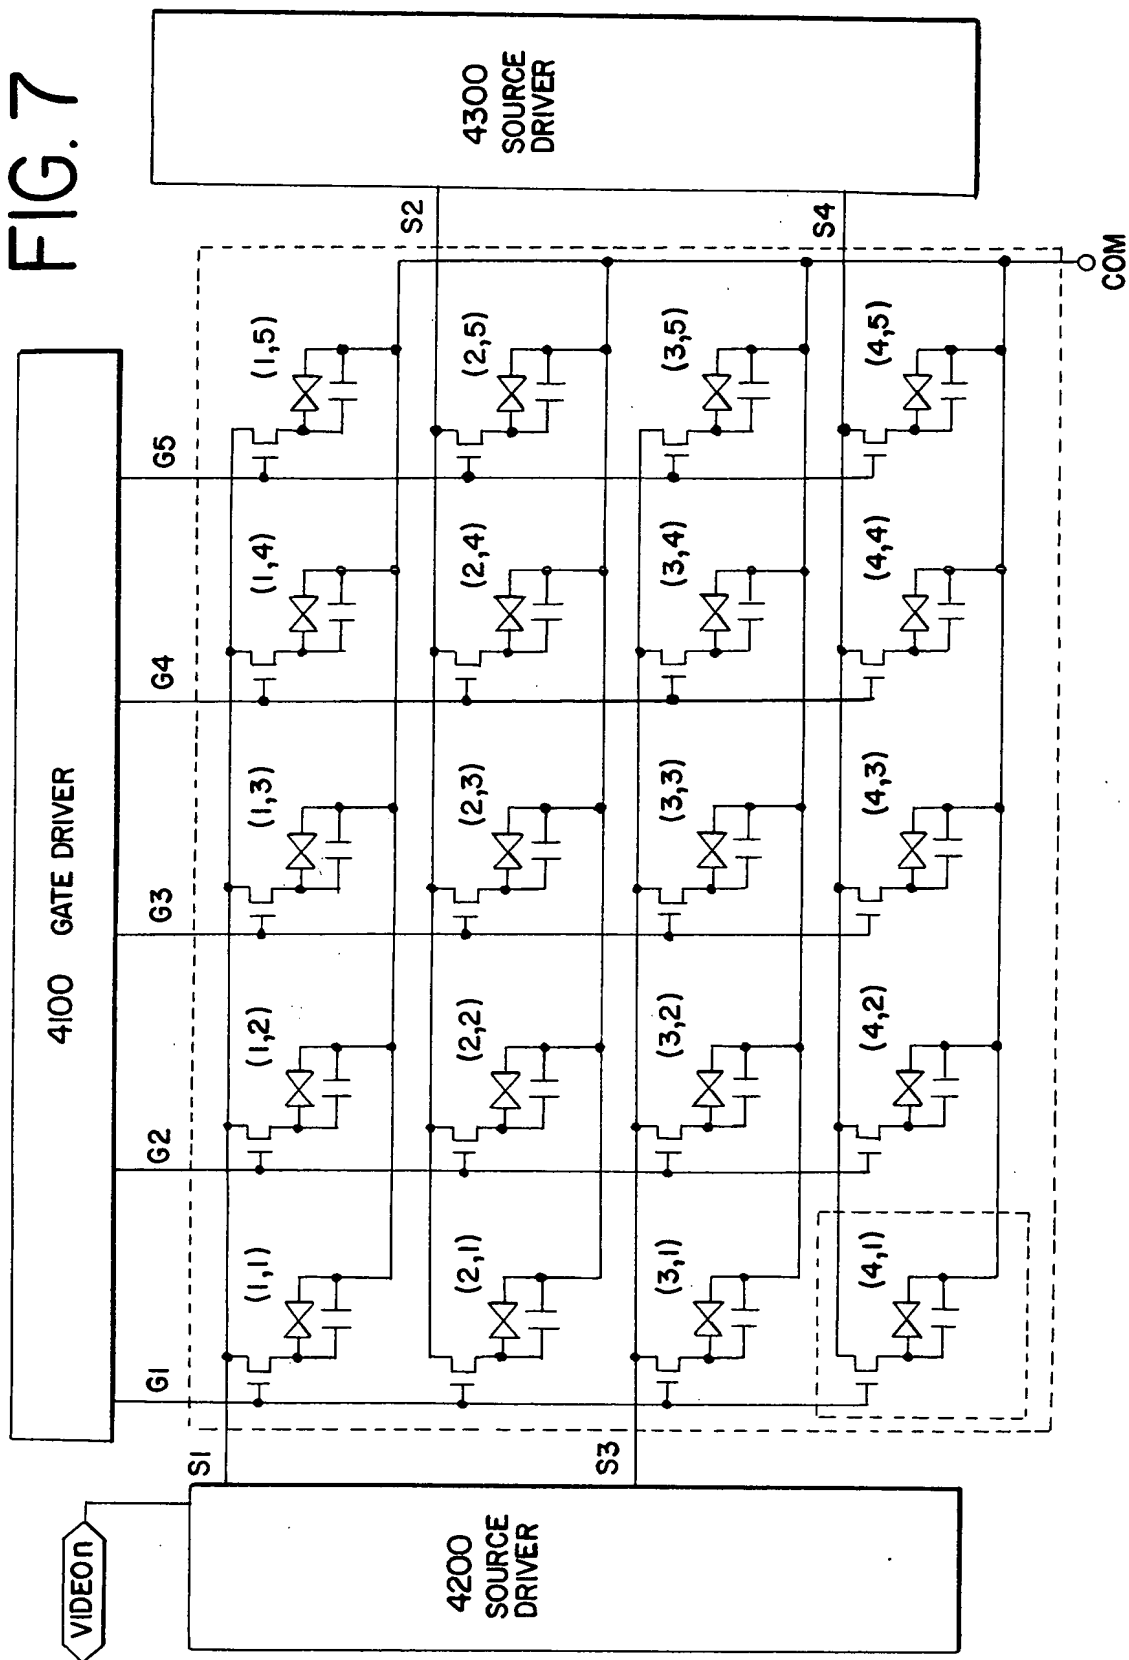 FIG. 7
4100 GATE DRIVER
4300
SOURCE
DRIVER
4200
SOURCE
DRIVER
VIDEOn
G1
G2
G3
G4
G5
S1
S2
S3
S4
(1,1)
(1,2)
(1,3)
(1,4)
(1,5)
(2,1)
(2,2)
(2,3)
(2,4)
(2,5)
(3,1)
(3,2)
(3,3)
(3,4)
(3,5)
(4,1)
(4,2)
(4,3)
(4,4)
(4,5)
COM